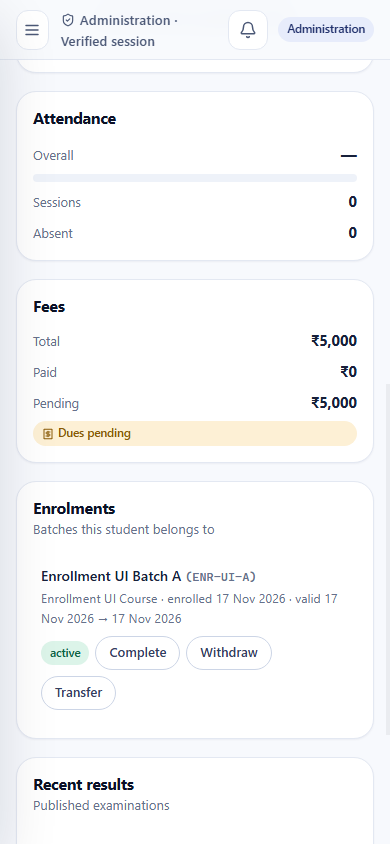 Administration ·
Verified session
Administration
Attendance
Overall —
Sessions 0
Absent 0
Fees
Total ₹5,000
Paid ₹0
Pending ₹5,000
Dues pending
Enrolments
Batches this student belongs to
Enrollment UI Batch A (ENR-UI-A)
Enrollment UI Course · enrolled 17 Nov 2026 · valid 17
Nov 2026 → 17 Nov 2026
active Complete Withdraw
Transfer
Recent results
Published examinations